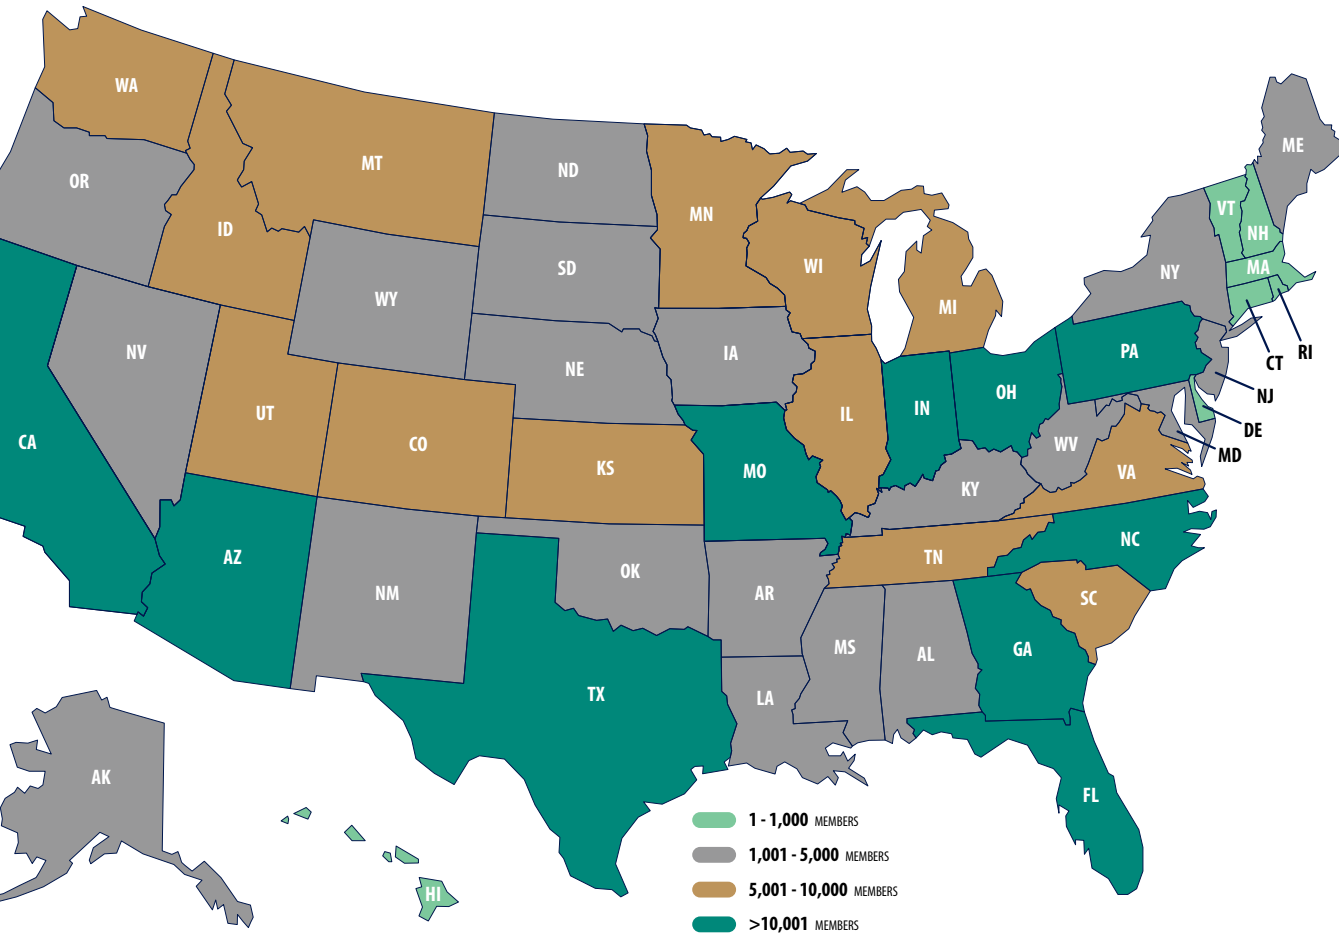 WA
MT
ND
ME
OR
MN
VT
ID
NH
WI
SD
MA
NY
WY
MI
NV
IA
PA
RI
CT
NE
OH
NJ
UT
IL
IN
DE
CA
CO
WV
MD
KS
MO
VA
KY
NC
AZ
TN
OK
NM
AR
SC
MS
GA
AL
TX
LA
AK
FL
HI
1 - 1,000 MEMBERS
1,001 - 5,000 MEMBERS
5,001 - 10,000 MEMBERS
>10,001 MEMBERS